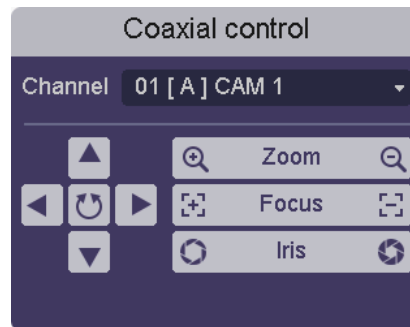 Coaxial control
Channel 01 [ A ] CAM 1
Zoom
Focus
Iris